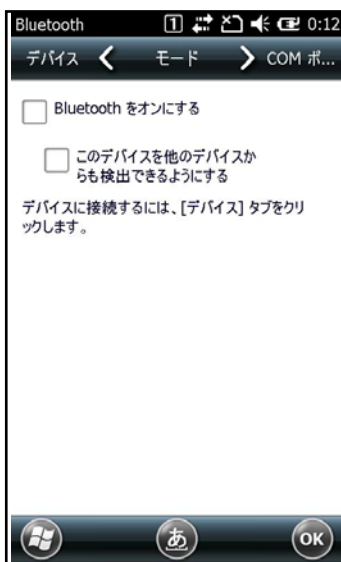 Bluetooth 1 0:12
デバイス モード COM ポ...
Bluetooth をオンにする
このデバイスを他のデバイスか
らも検出できるようにする
デバイスに接続するには、[デバイス] タブをクリ
ックします。
あ OK